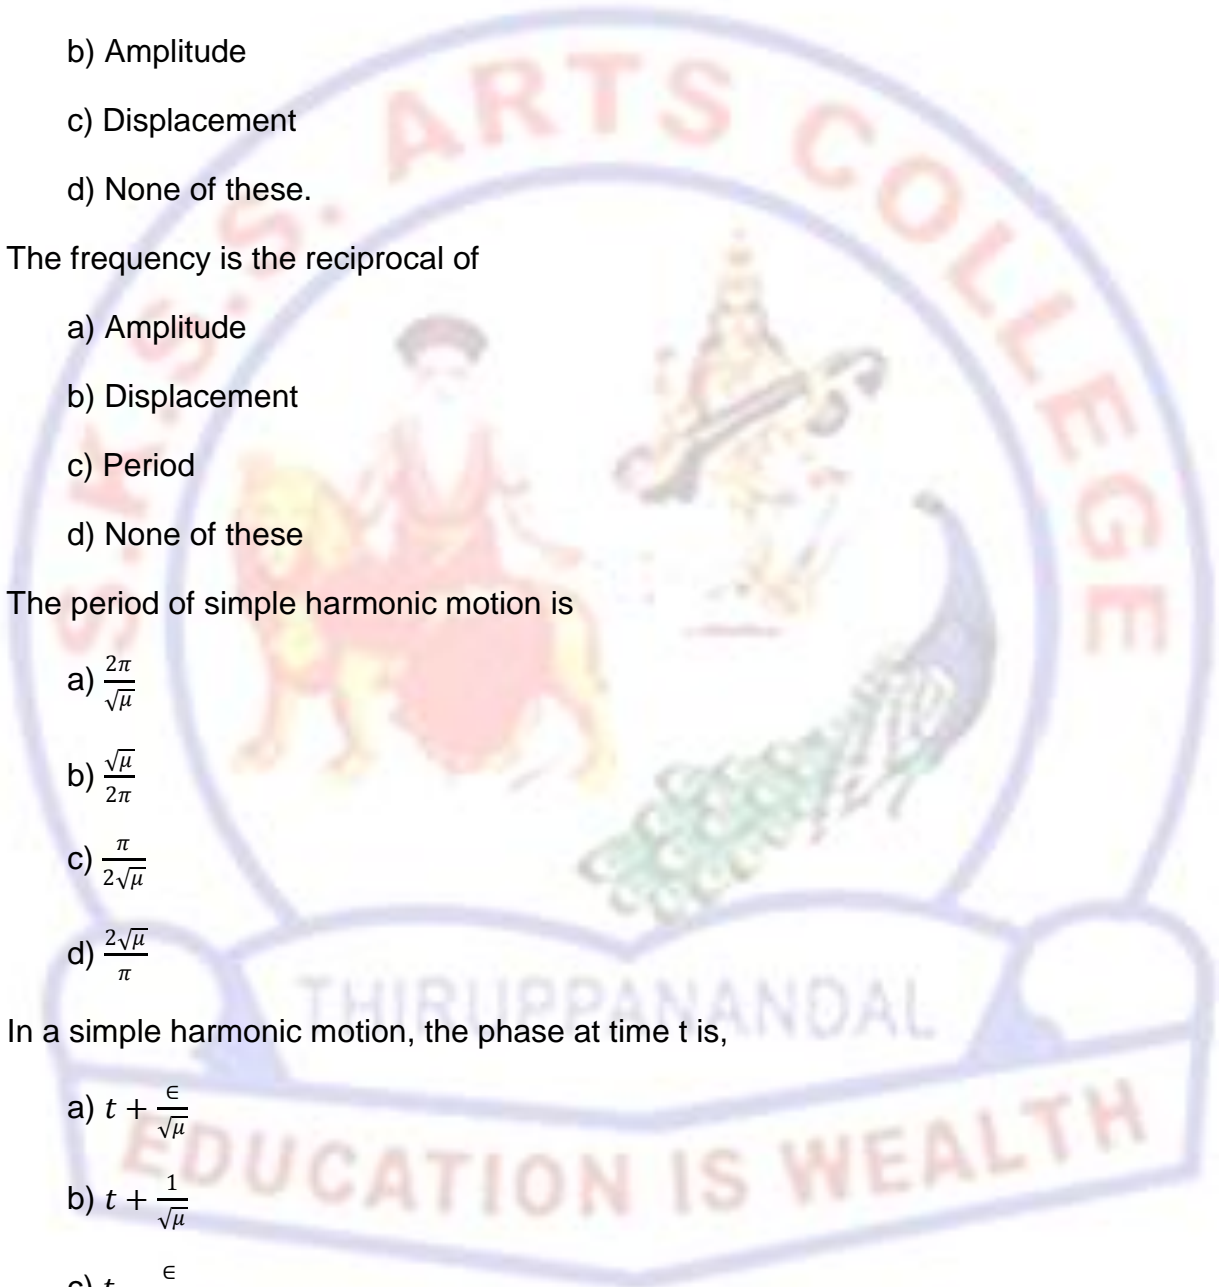 b) Amplitude
c) Displacement
d) None of these.
The frequency is the reciprocal of
a) Amplitude
b) Displacement
c) Period
d) None of these
The period of simple harmonic motion is
a) 2π/√μ
b) √μ/2π
c) π/2√μ
d) 2√μ/π
In a simple harmonic motion, the phase at time t is,
a) t + ∈/√μ
b) t + 1/√μ
S.K.S.S. ARTS COLLEGE
THIRUPPANANDAL
EDUCATION IS WEALTH